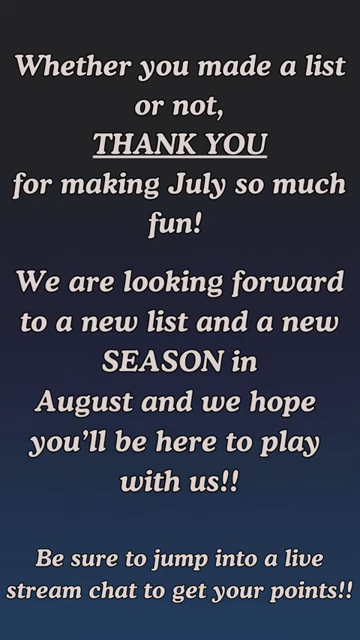 Whether you made a list
or not,
THANK YOU
for making July so much
fun!
We are looking forward
to a new list and a new
SEASON in
August and we hope
you'll be here to play
with us!!
Be sure to jump into a live
stream chat to get your points!!